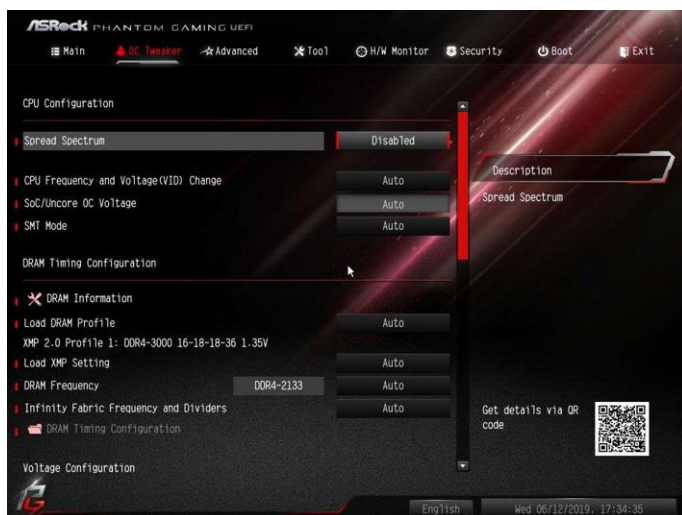 ASRock PHANTOM GAMING UEFI
Main OC Tweaker Advanced Tool H/W Monitor Security Boot Exit
CPU Configuration
Spread Spectrum Disabled
Description
CPU Frequency and Voltage(VID) Change Auto
Spread Spectrum
SoC/Uncore OC Voltage Auto
SMT Mode Auto
DRAM Timing Configuration
DRAM Information
Load DRAM Profile Auto
XMP 2.0 Profile 1: DDR4-3000 16-18-18-36 1.35V
Load XMP Setting Auto
DRAM Frequency DDR4-2133 Auto
Infinity Fabric Frequency and Dividers Auto
Get details via QR
code
DRAM Timing Configuration
Voltage Configuration
English Wed 06/12/2019, 17:34:35